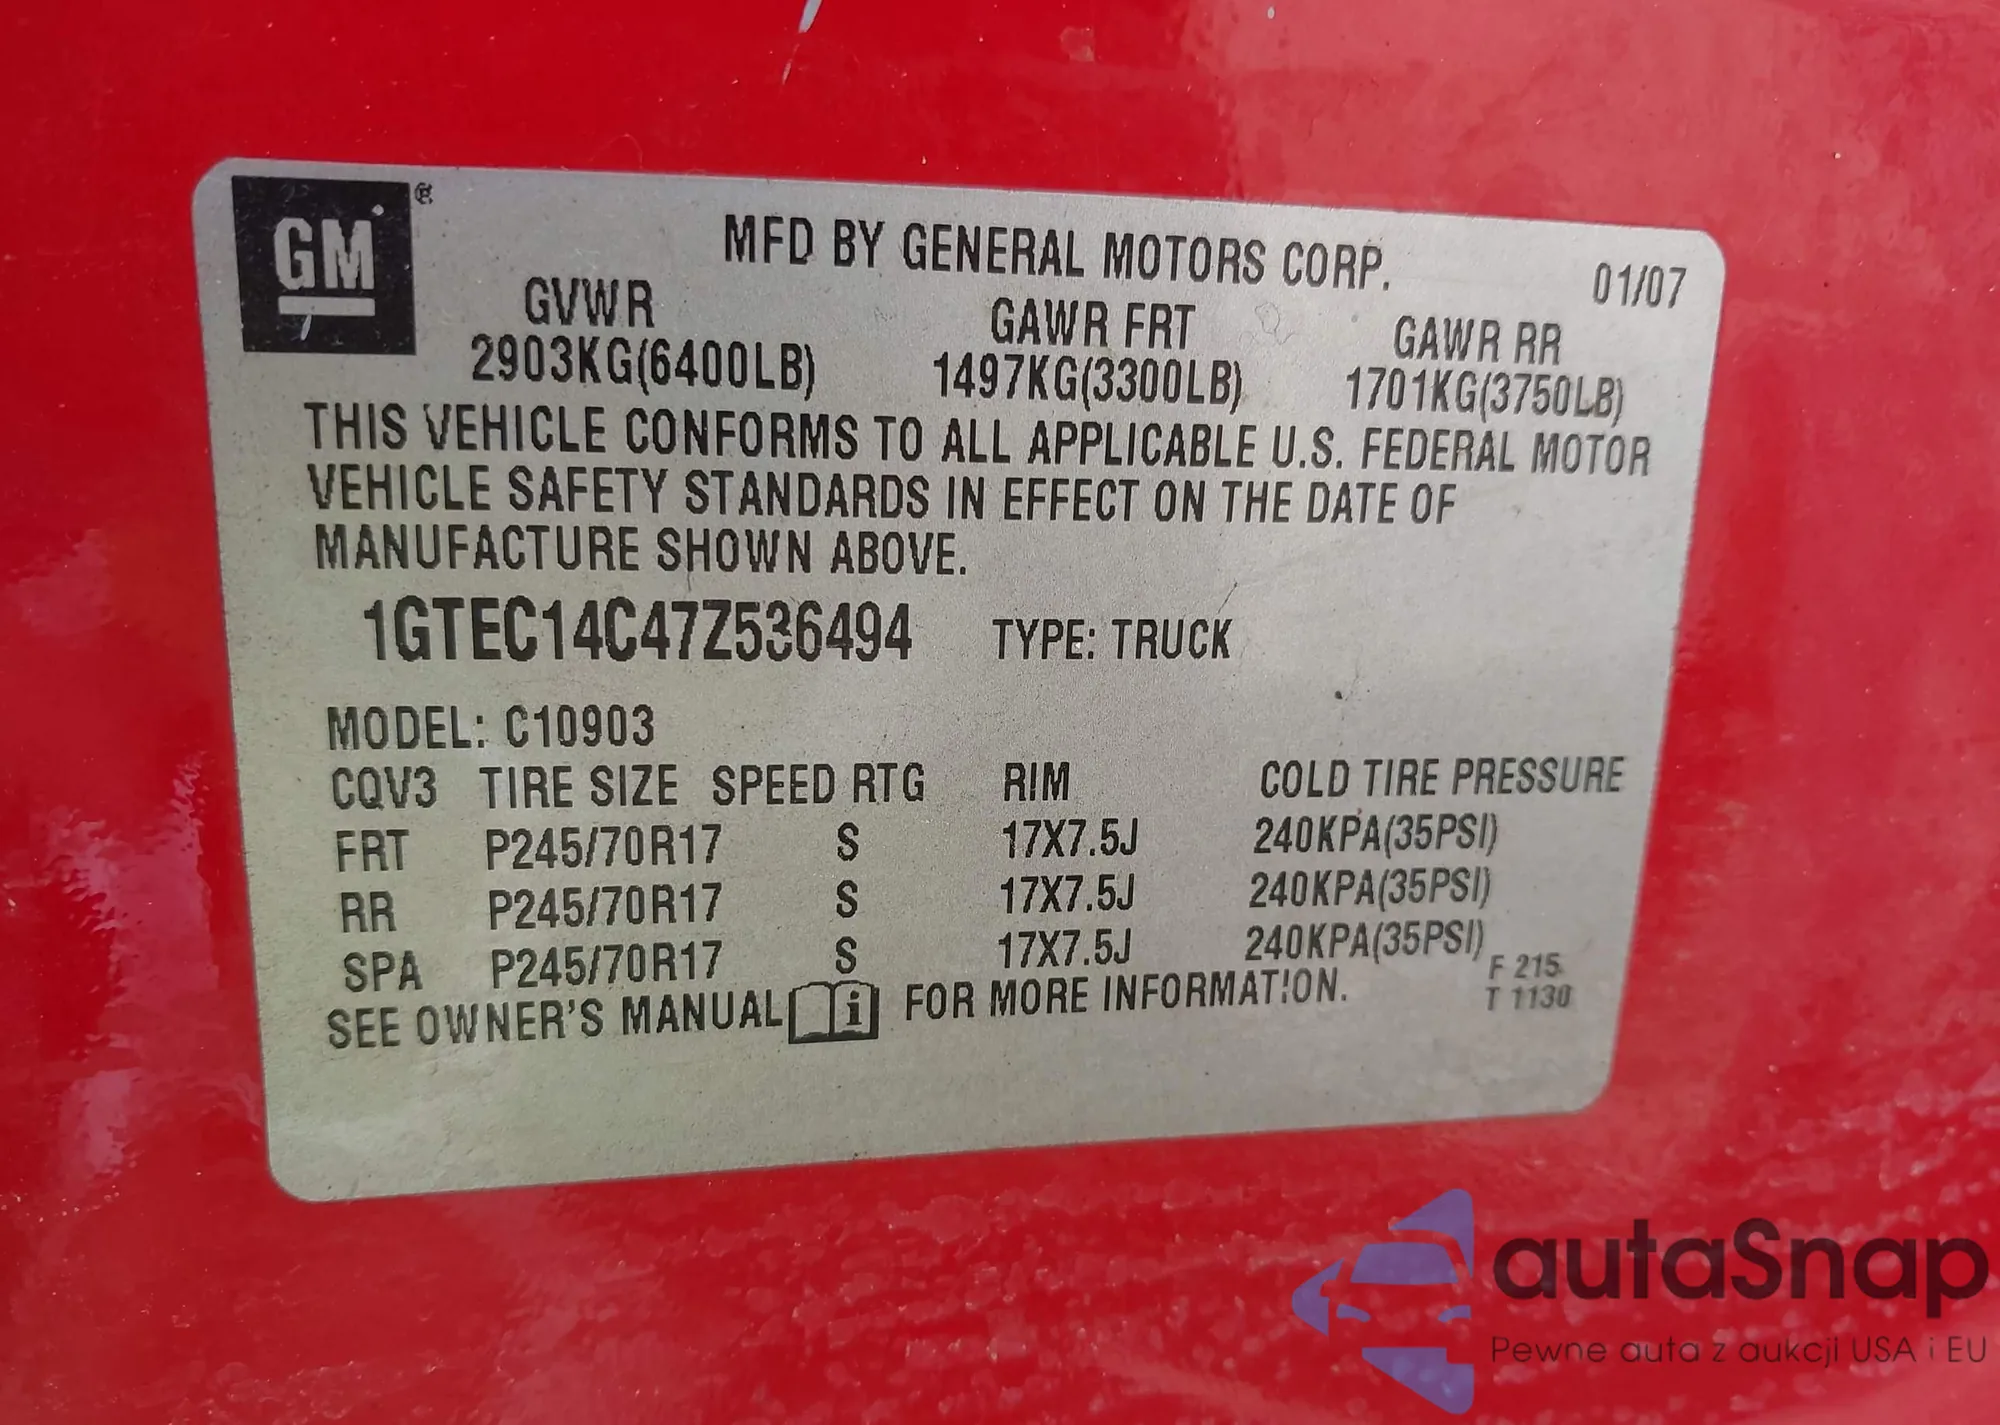 GM®
MFD BY GENERAL MOTORS CORP. 01/07
GVWR GAWR FRT GAWR RR
2903KG(6400LB) 1497KG(3300LB) 1701KG(3750LB)
THIS VEHICLE CONFORMS TO ALL APPLICABLE U.S. FEDERAL MOTOR
VEHICLE SAFETY STANDARDS IN EFFECT ON THE DATE OF
MANUFACTURE SHOWN ABOVE.
1GTEC14C47Z536494 TYPE: TRUCK
MODEL: C10903
CQV3 TIRE SIZE SPEED RTG RIM COLD TIRE PRESSURE
FRT P245/70R17 S 17X7.5J 240KPA(35PSI)
RR P245/70R17 S 17X7.5J 240KPA(35PSI)
SPA P245/70R17 S 17X7.5J 240KPA(35PSI)
F 215
T 1130
SEE OWNER'S MANUAL i FOR MORE INFORMATION.
autaSnap
Pewne auta z aukcji USA i EU